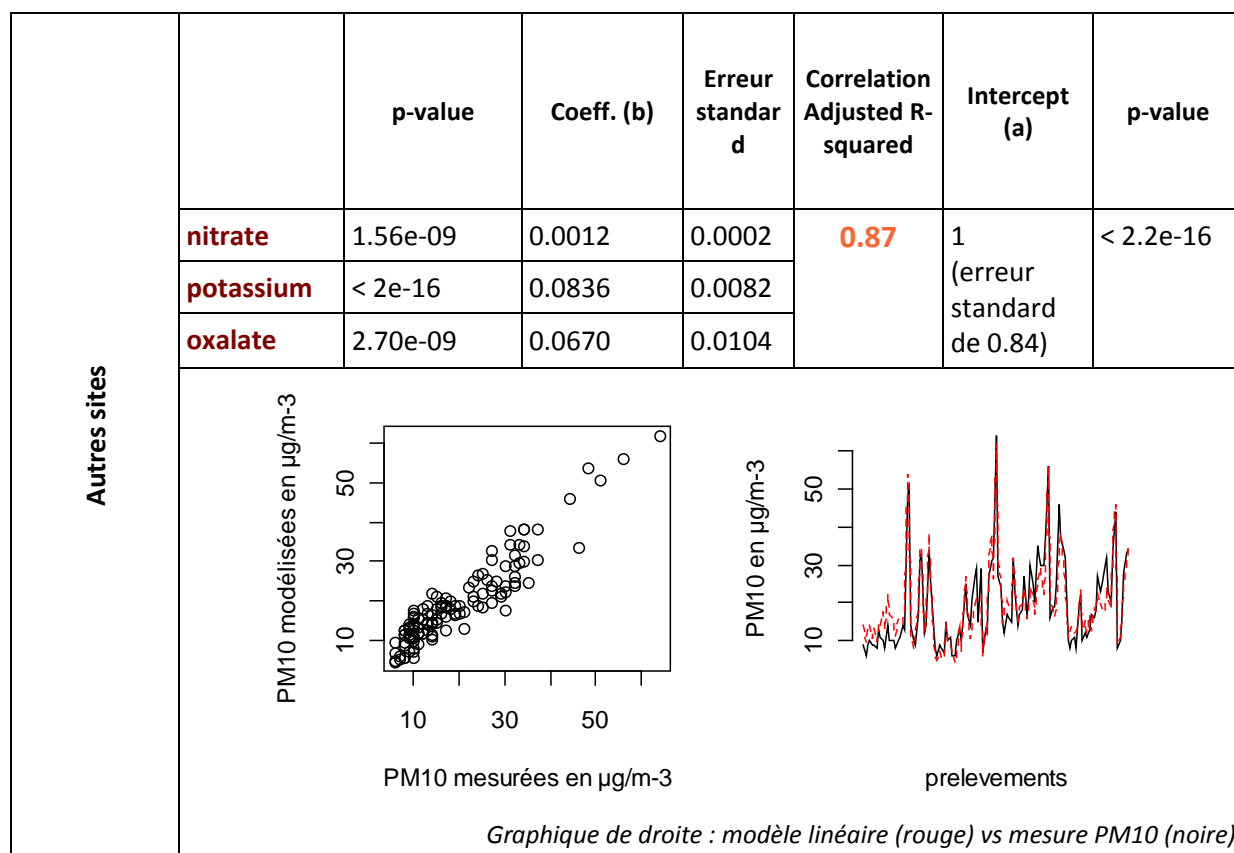 p-value
Coeff. (b)
Erreur
standar
d
Correlation
Adjusted R-
squared
Intercept
(a)
p-value
Autres sites
nitrate 1.56e-09 0.0012 0.0002 0.87 1 < 2.2e-16
(erreur
potassium < 2e-16 0.0836 0.0082
standard
oxalate 2.70e-09 0.0670 0.0104 de 0.84)
PM10 modélisées en µg/m-3
50
30
10
10 30 50
PM10 mesurées en µg/m-3
PM10 en µg/m-3
50
30
10
prelevements
Graphique de droite : modèle linéaire (rouge) vs mesure PM10 (noire)